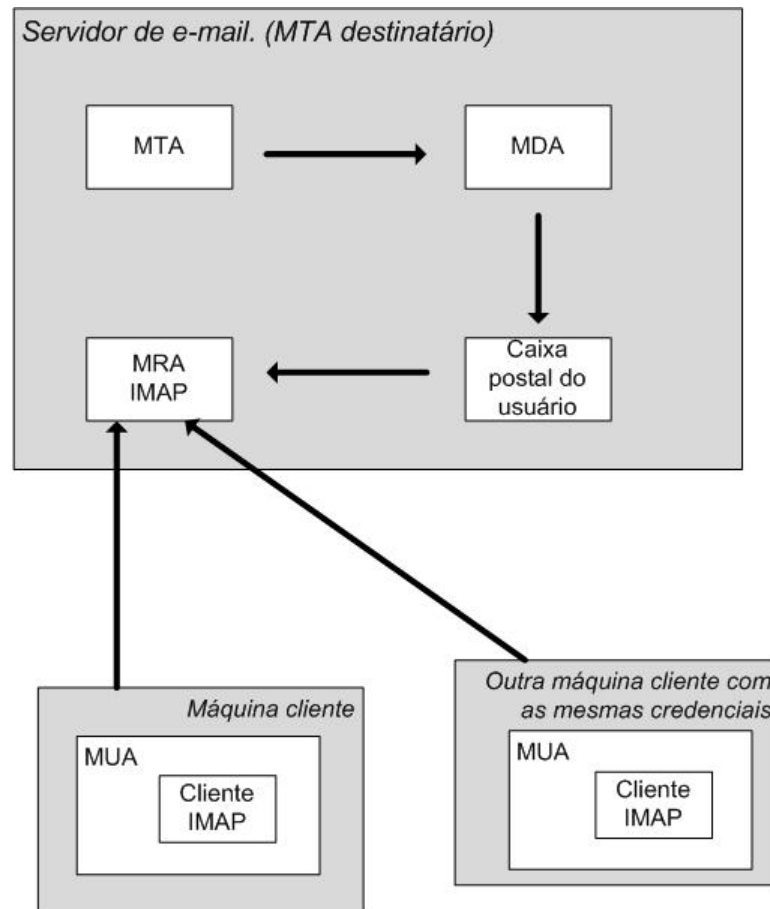 Servidor de e-mail. (MTA destinatário)
MTA
MDA
MRA
IMAP
Caixa
postal do
usuário
Máquina cliente
MUA
Cliente
IMAP
Outra máquina cliente com
as mesmas credenciais
MUA
Cliente
IMAP